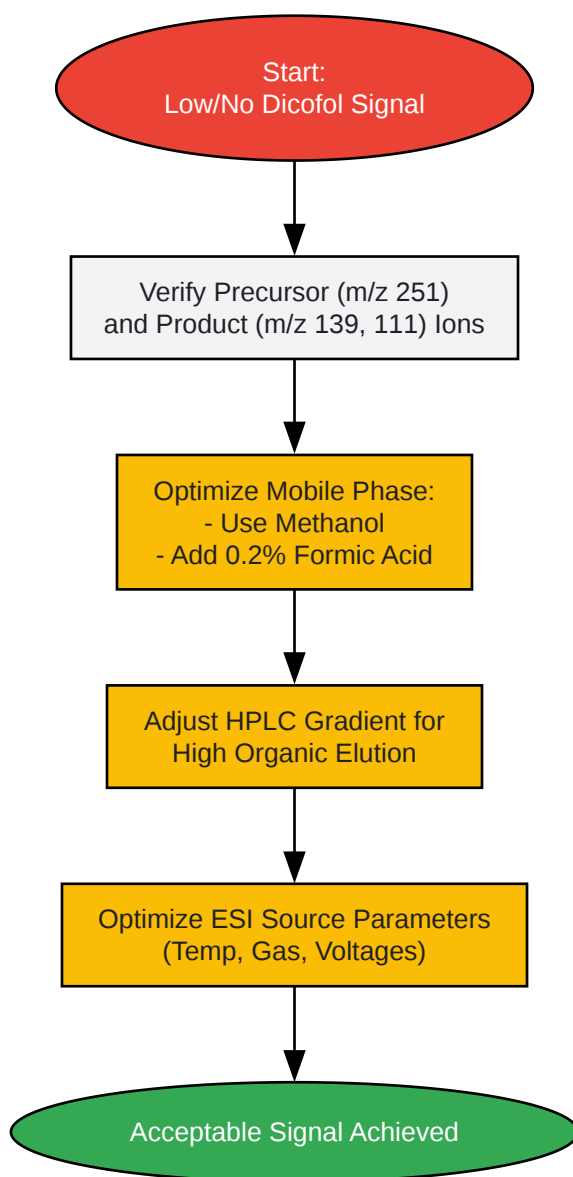 Start:
Low/No Dicofol Signal
Verify Precursor (m/z 251)
and Product (m/z 139, 111) Ions
Optimize Mobile Phase:
- Use Methanol
- Add 0.2% Formic Acid
Adjust HPLC Gradient for
High Organic Elution
Optimize ESI Source Parameters
(Temp, Gas, Voltages)
Acceptable Signal Achieved